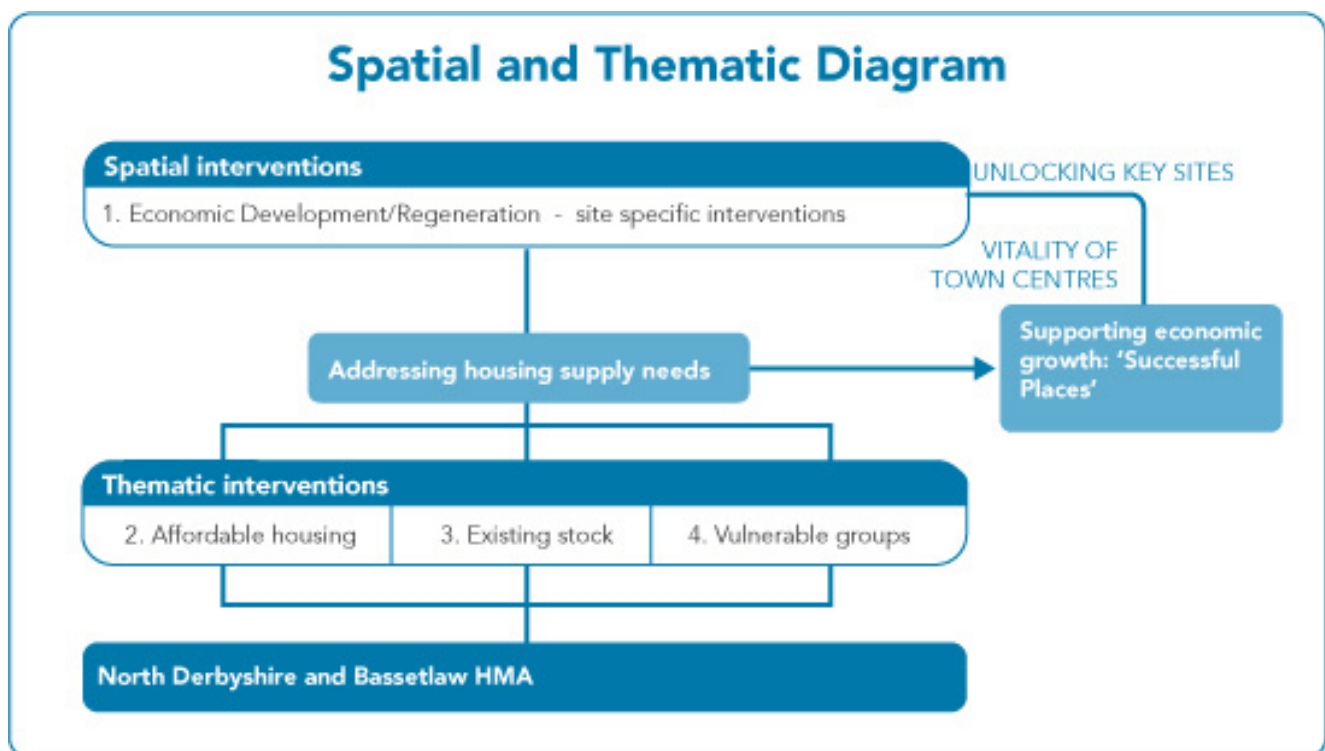 Spatial and Thematic Diagram
Spatial interventions
1. Economic Development/Regeneration - site specific interventions
UNLOCKING KEY SITES
VITALITY OF
TOWN CENTRES
Addressing housing supply needs
Supporting economic
growth: ‘Successful
Places’
Thematic interventions
2. Affordable housing
3. Existing stock
4. Vulnerable groups
North Derbyshire and Bassetlaw HMA